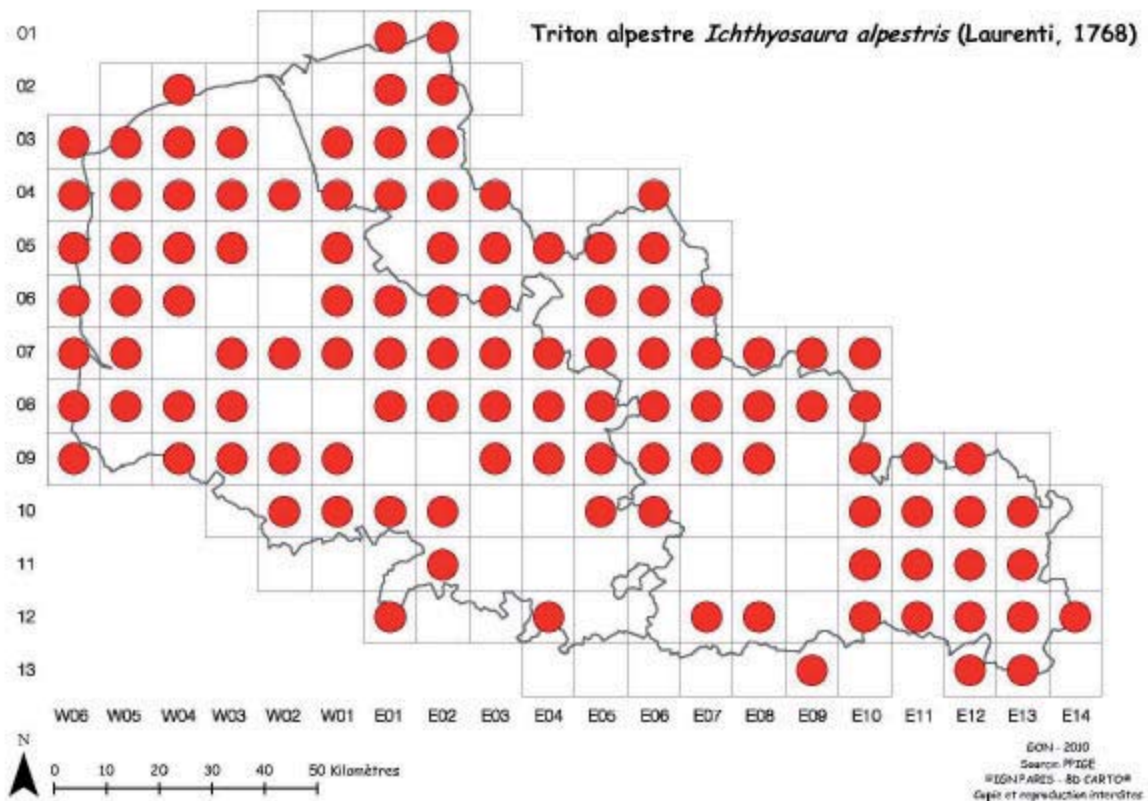 Triton alpestre Ichthyosaura alpestris (Laurenti, 1768)
01
02
03
04
05
06
07
08
09
10
11
12
13
W06 W05 W04 W03 W02 W01 E01 E02 E03 E04 E05 E06 E07 E08 E09 E10 E11 E12 E13 E14
N
0 10 20 30 40 50 Kilomètres
GON - 2010
Source: PPIGE
©IGN PARIS - BD CARTO®
Copie et reproduction interdites